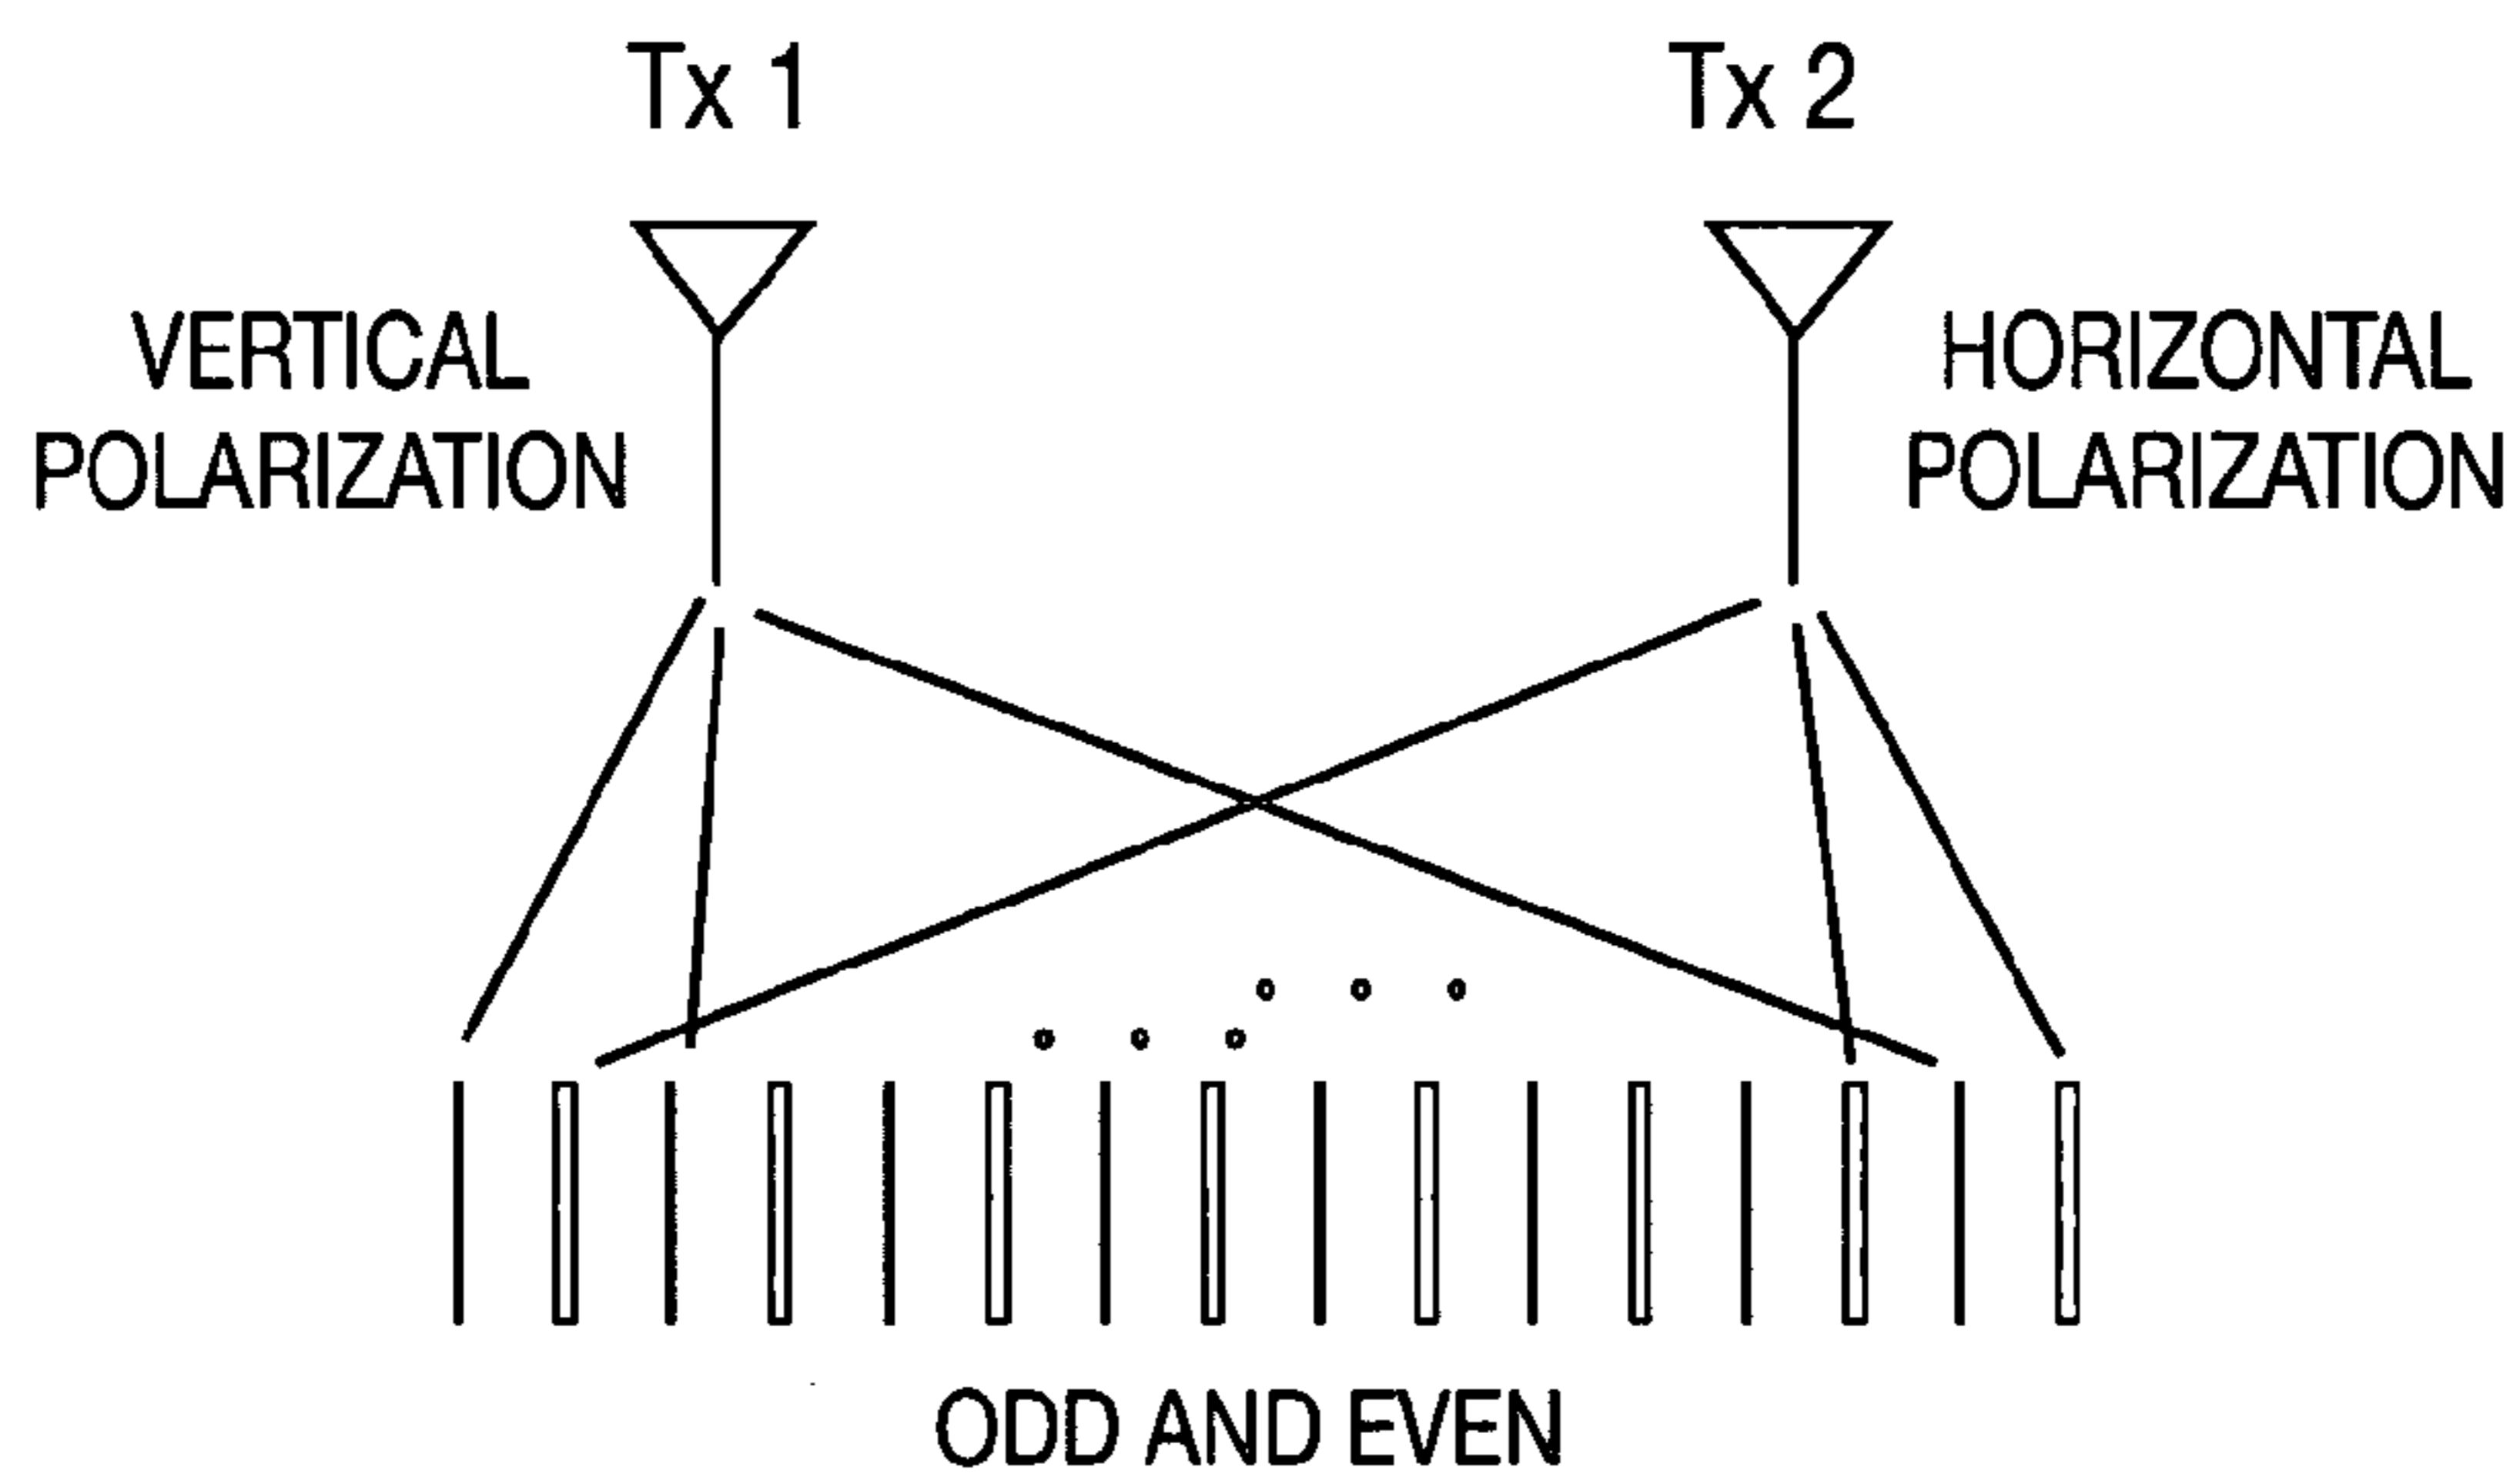 Tx 1
Tx 2
VERTICAL
POLARIZATION
HORIZONTAL
POLARIZATION
ODD AND EVEN